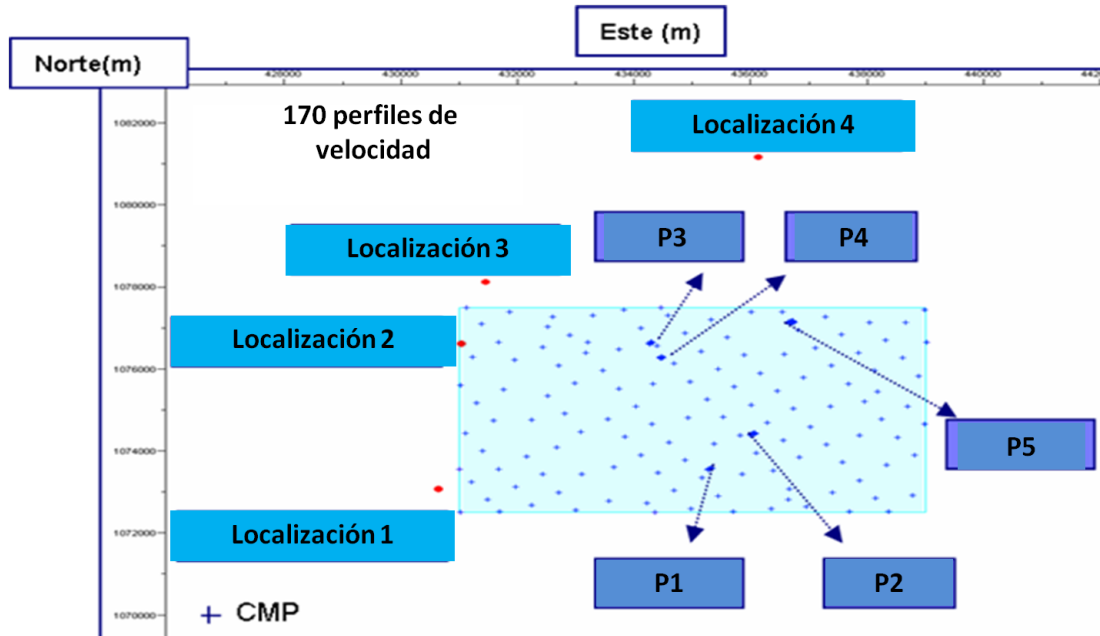 Este (m)
Norte(m)
428000 430000 432000 434000 436000 438000 440000 442
170 perfiles de
velocidad
Localización 4
1082000
1080000
P3
P4
Localización 3
1078000
Localización 2
1076000
P5
1074000
Localización 1
1072000
P1
P2
1070000
CMP